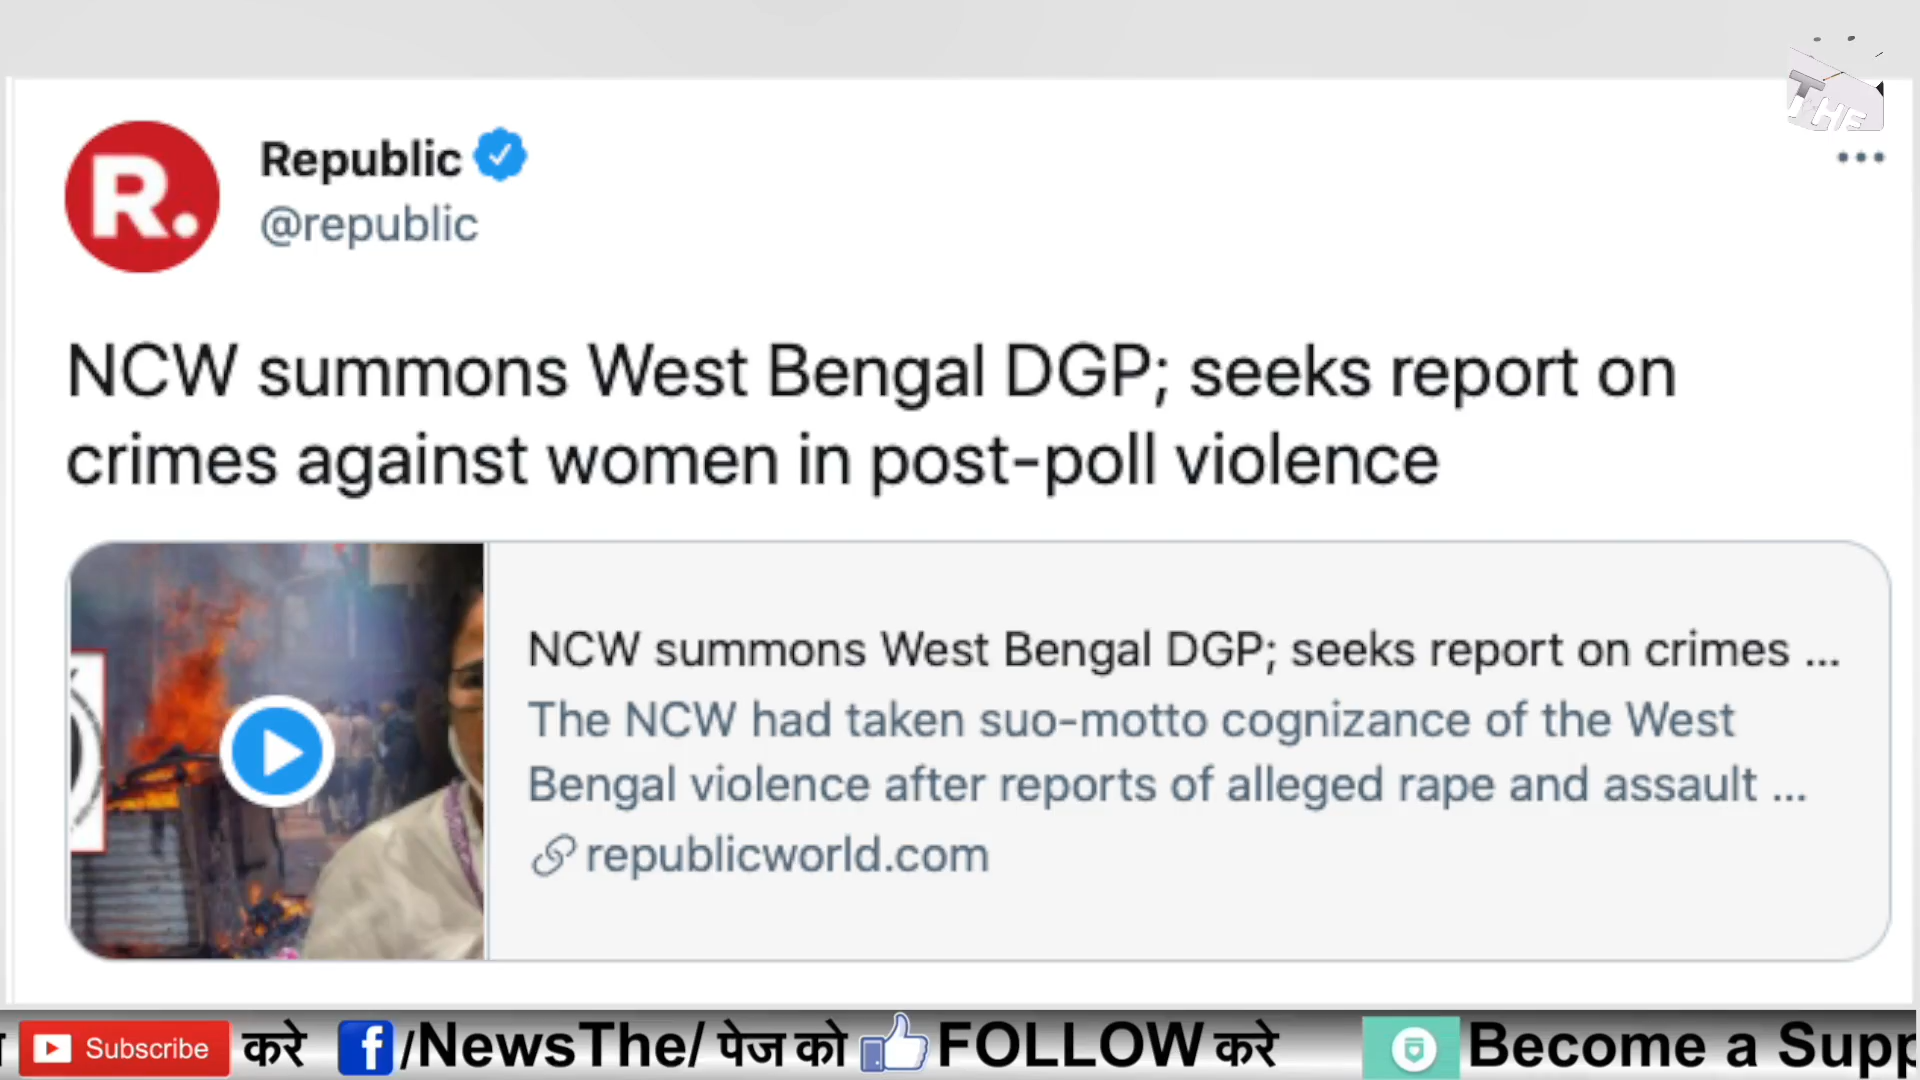 THE
R.
Republic
@republic
NCW summons West Bengal DGP; seeks report on
crimes against women in post-poll violence
NCW summons West Bengal DGP; seeks report on crimes ...
The NCW had taken suo-motto cognizance of the West
Bengal violence after reports of alleged rape and assault ...
republicworld.com
Subscribe करे f/NewsThe/ पेज को FOLLOW करे Become a Supp